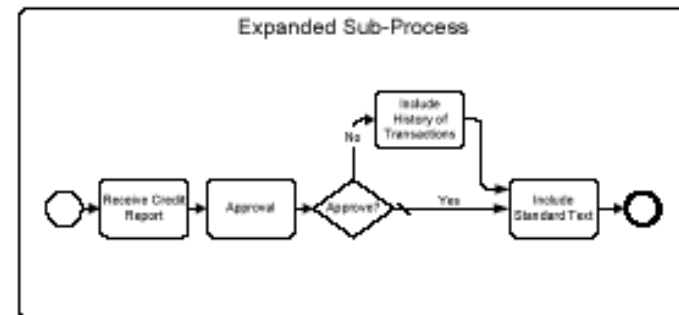 Expanded Sub-Process
Include
History of
Transactions
No
Receive Credit
Report
Approval
Approve?
Yes
Include
Standard Text